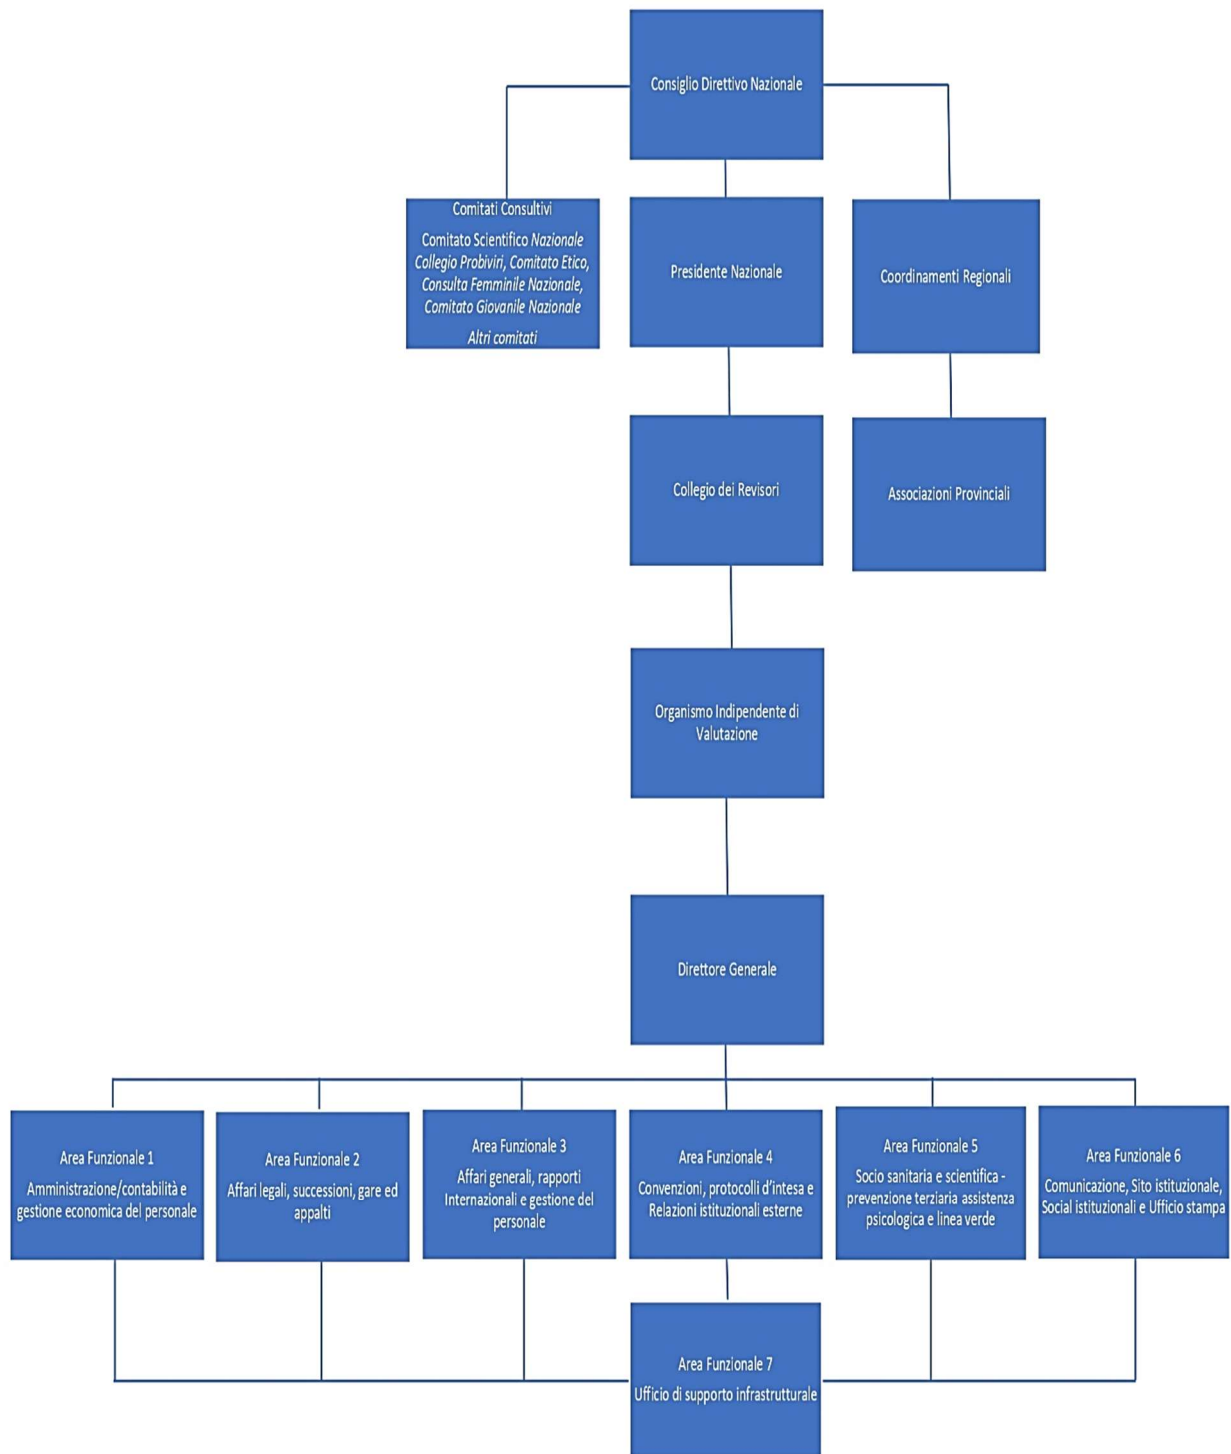 Consiglio Direttivo Nazionale
Comitati Consultivi
Comitato Scientifico Nazionale
Collegio Probiviri, Comitato Etico,
Consulta Femminile Nazionale,
Comitato Giovanile Nazionale
Altri comitati
Presidente Nazionale
Coordinamenti Regionali
Collegio dei Revisori
Associazioni Provinciali
Organismo Indipendente di
Valutazione
Direttore Generale
Area Funzionale 1
Amministrazione/contabilità e
gestione economica del personale
Area Funzionale 2
Affari legali, successioni, gare ed
appalti
Area Funzionale 3
Affari generali, rapporti
Internazionali e gestione del
personale
Area Funzionale 4
Convenzioni, protocolli d'intesa e
Relazioni istituzionali esterne
Area Funzionale 5
Socio sanitaria e scientifica -
prevenzione terziaria assistenza
psicologica e linea verde
Area Funzionale 6
Comunicazione, Sito istituzionale,
Social istituzionali e Ufficio stampa
Area Funzionale 7
Ufficio di supporto infrastrutturale